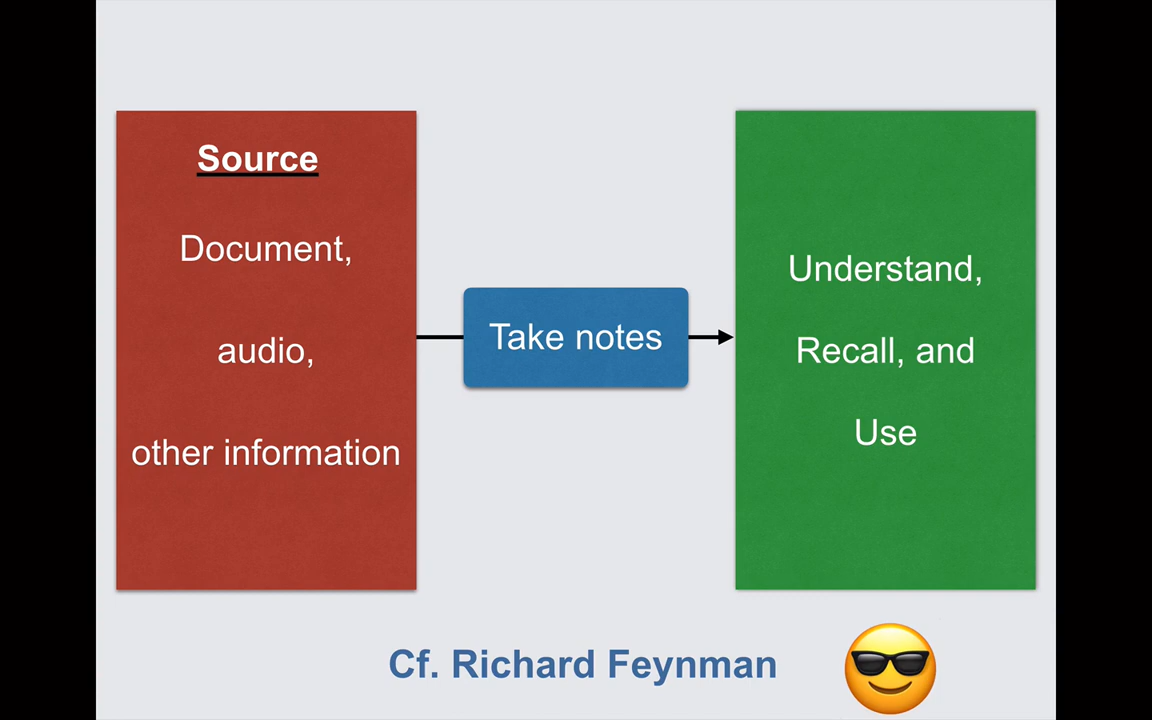 Source
Document,
audio,
other information
Take notes
Understand,
Recall, and
Use
Cf. Richard Feynman